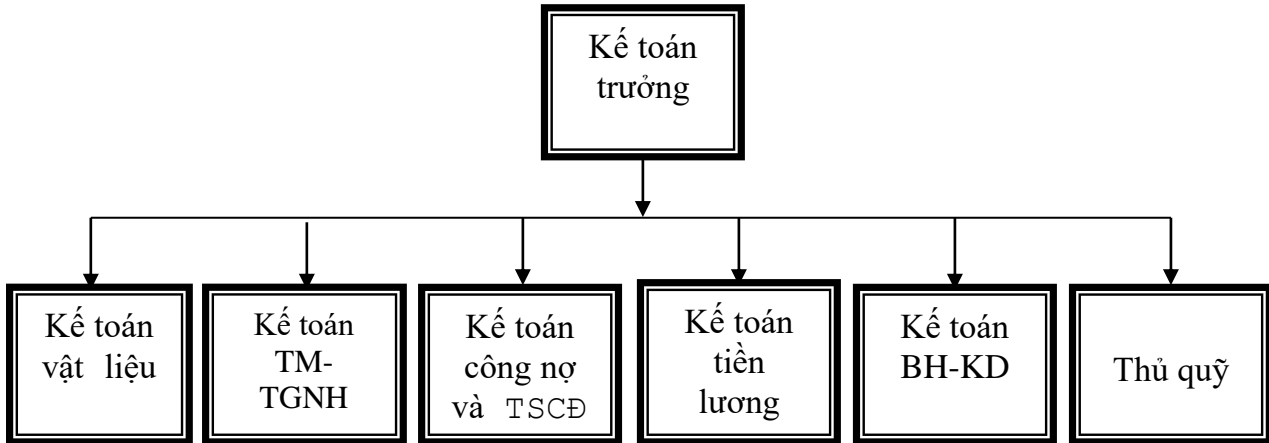 Kế toán
trưởng
Kế toán
vật liệu
Kế toán
TM-
TGNH
Kế toán
công nợ
và TSCĐ
Kế toán
tiền
lương
Kế toán
BH-KD
Thủ quỹ